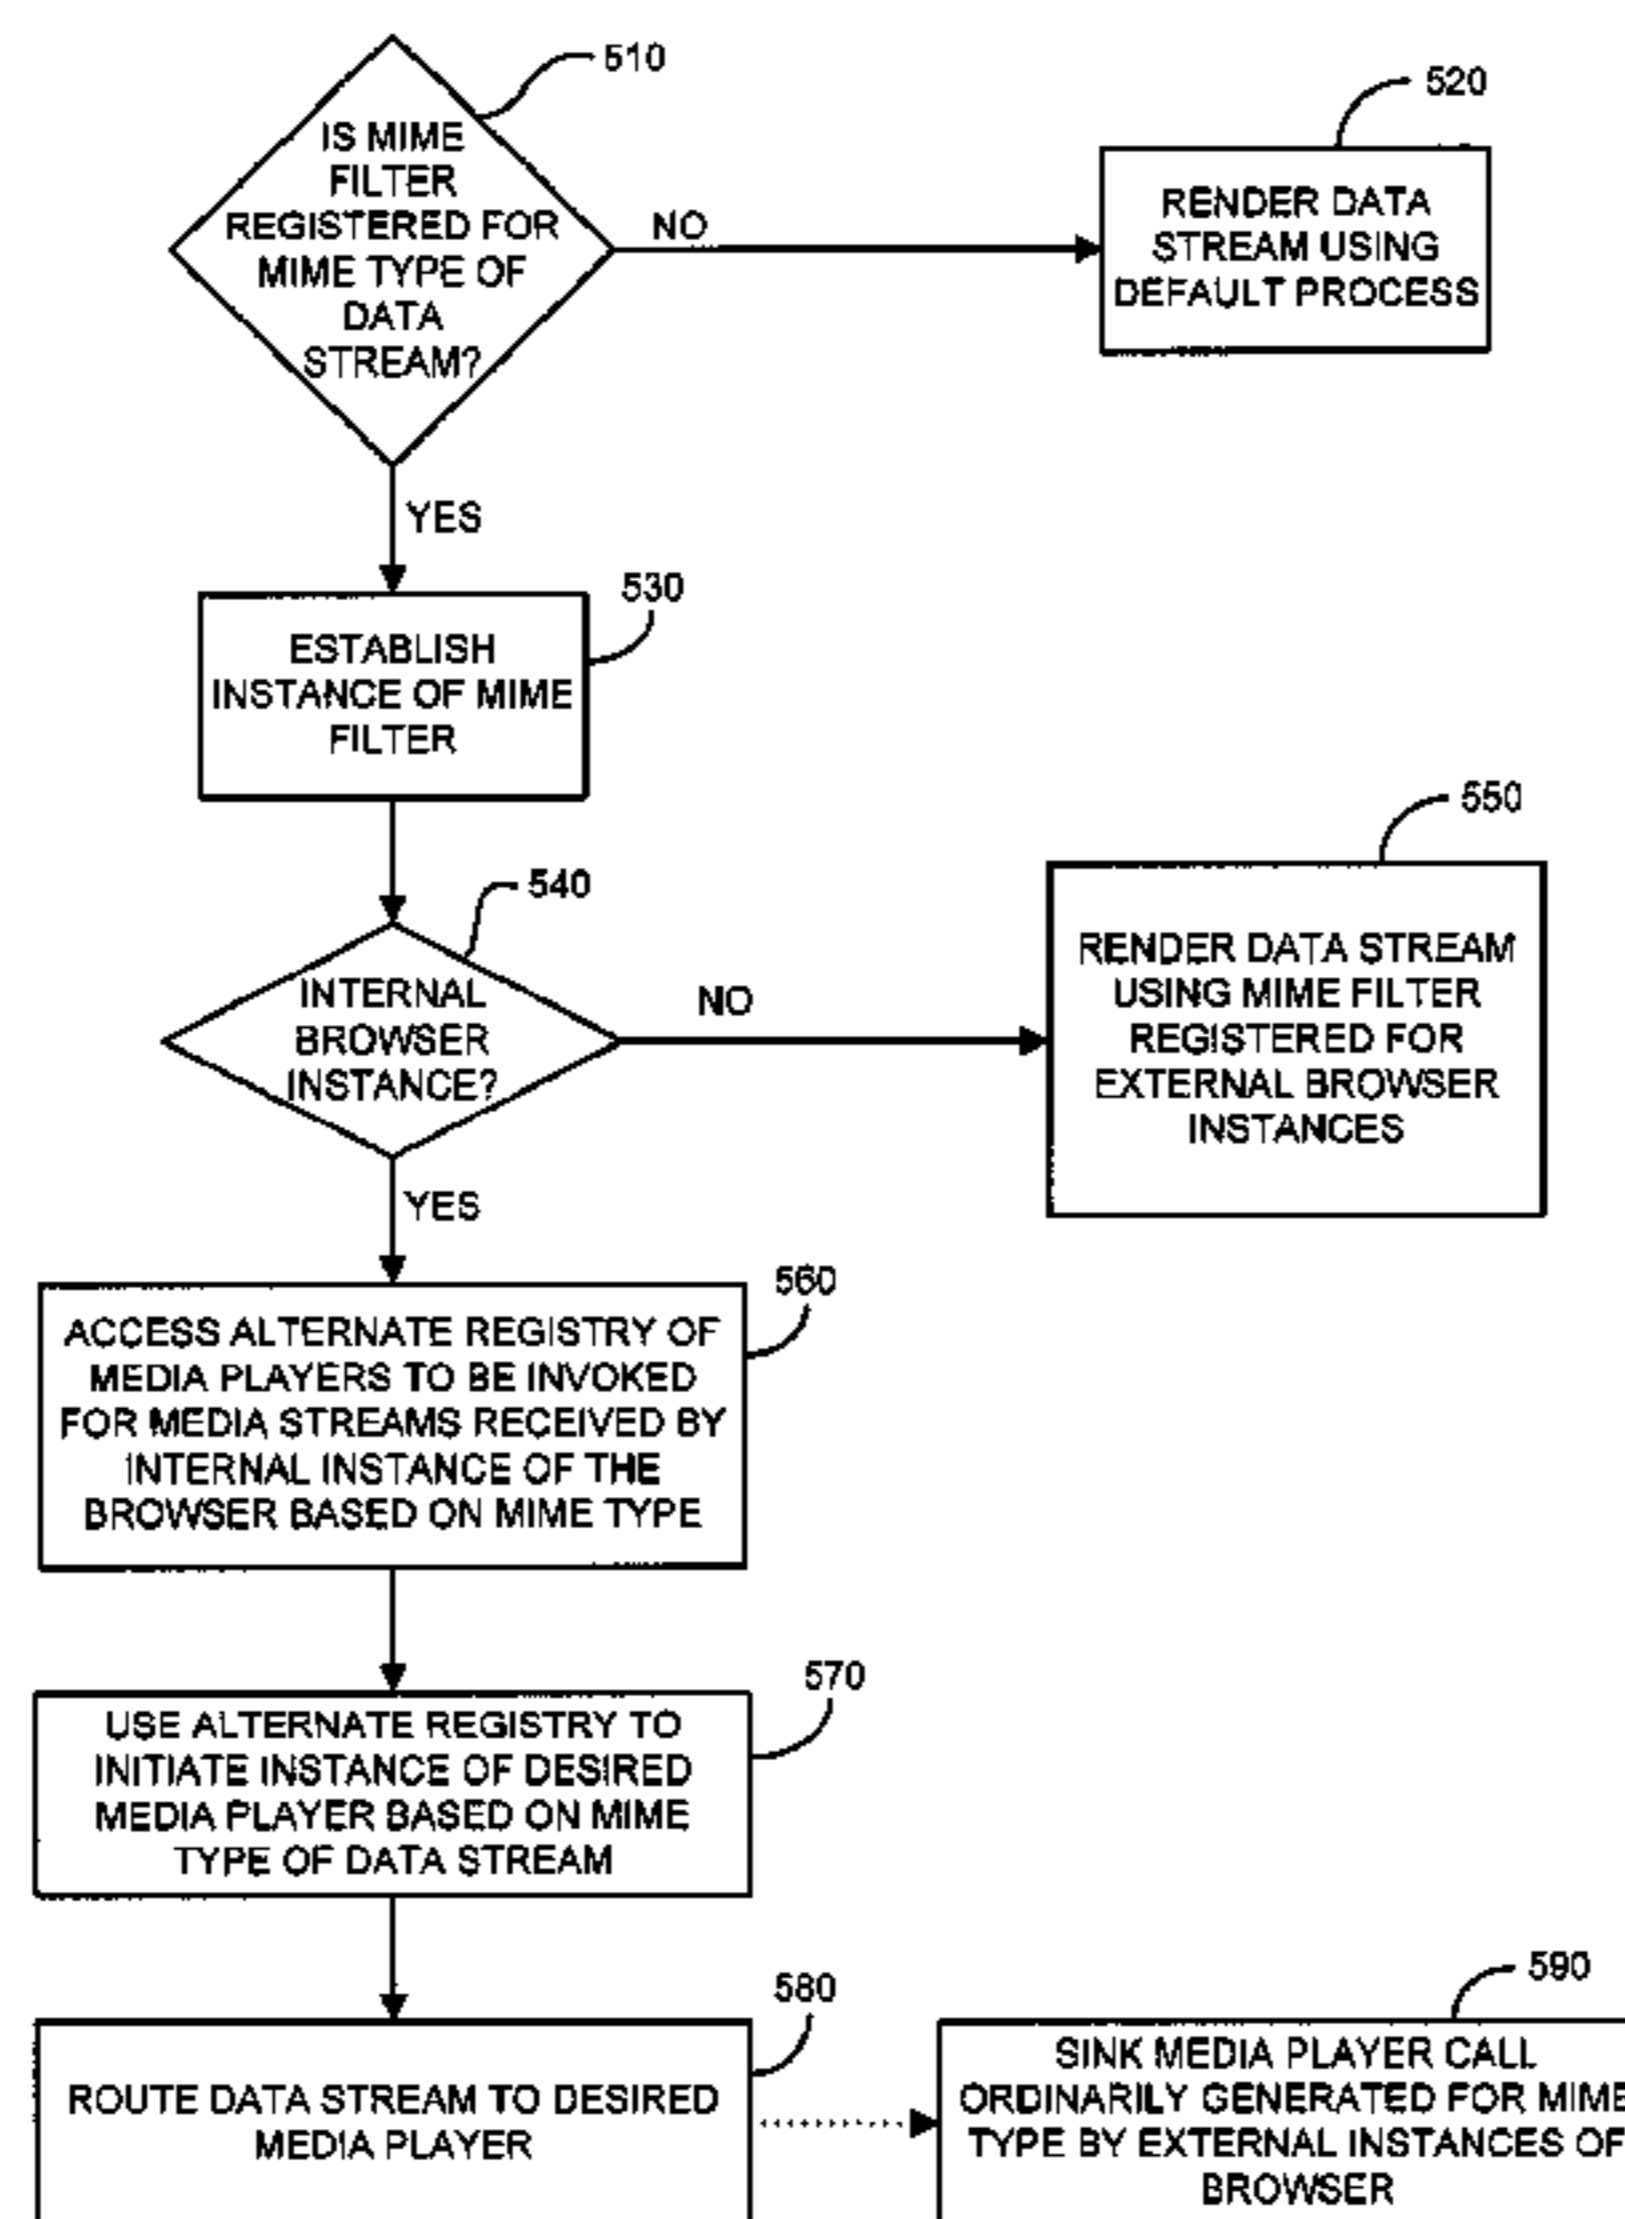 510
IS MIME
FILTER
REGISTERED FOR
MIME TYPE OF
DATA
STREAM?
NO
520
RENDER DATA
STREAM USING
DEFAULT PROCESS
YES
530
ESTABLISH
INSTANCE OF MIME
FILTER
540
INTERNAL
BROWSER
INSTANCE?
NO
550
RENDER DATA STREAM
USING MIME FILTER
REGISTERED FOR
EXTERNAL BROWSER
INSTANCES
YES
560
ACCESS ALTERNATE REGISTRY OF
MEDIA PLAYERS TO BE INVOKED
FOR MEDIA STREAMS RECEIVED BY
INTERNAL INSTANCE OF THE
BROWSER BASED ON MIME TYPE
570
USE ALTERNATE REGISTRY TO
INITIATE INSTANCE OF DESIRED
MEDIA PLAYER BASED ON MIME
TYPE OF DATA STREAM
580
ROUTE DATA STREAM TO DESIRED
MEDIA PLAYER
590
SINK MEDIA PLAYER CALL
ORDINARILY GENERATED FOR MIME
TYPE BY EXTERNAL INSTANCES OF
BROWSER